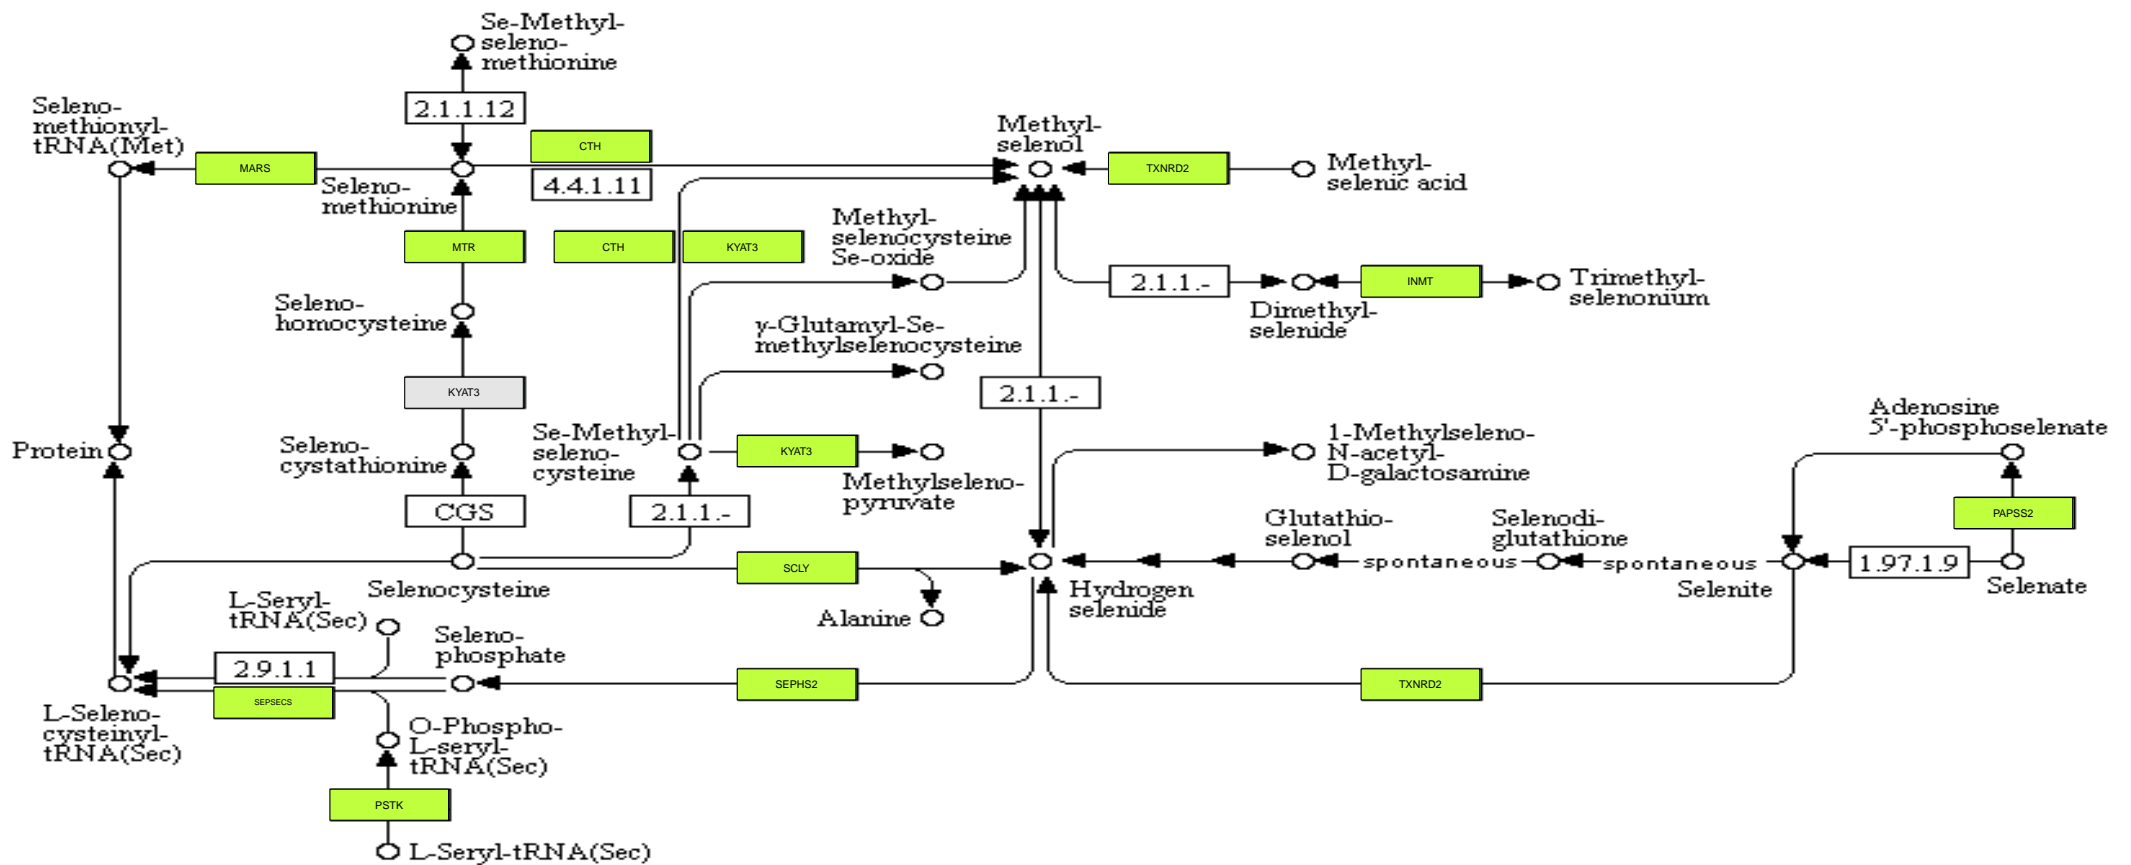 Se-Methyl-
seleno-
methionine
2.1.1.12
Seleno-
methionyl-
tRNA(Met)
MARS
Seleno-
methionine
CTH
4.4.1.11
Methyl-
selenol
TXNRD2
Methyl-
selenic acid
MTR
CTH
KYAT3
Methyl-
selenocysteine
Se-oxide
2.1.1.-
INMT
Trimethyl-
selenonium
Dimethyl-
selenide
Seleno-
homocysteine
γ-Glutamyl-Se-
methylselenocysteine
KYAT3
2.1.1.-
Protein
Seleno-
cystathionine
Se-Methyl-
seleno-
cysteine
KYAT3
Methylseleno-
pyruvate
1-Methylseleno-
N-acetyl-
D-galactosamine
Adenosine
5'-phosphoselenate
CGS
2.1.1.-
Glutathio-
selenol
Selenodi-
glutathione
PAPSS2
Selenocysteine
SCLY
Alanine
Hydrogen
selenide
spontaneous
spontaneous
Selenite
1.97.1.9
Selenate
L-Seryl-
tRNA(Sec)
Seleno-
phosphate
2.9.1.1
SEPSECS
SEPHS2
TXNRD2
L-Seleno-
cysteinyl-
tRNA(Sec)
O-Phospho-
L-seryl-
tRNA(Sec)
PSTK
L-Seryl-tRNA(Sec)